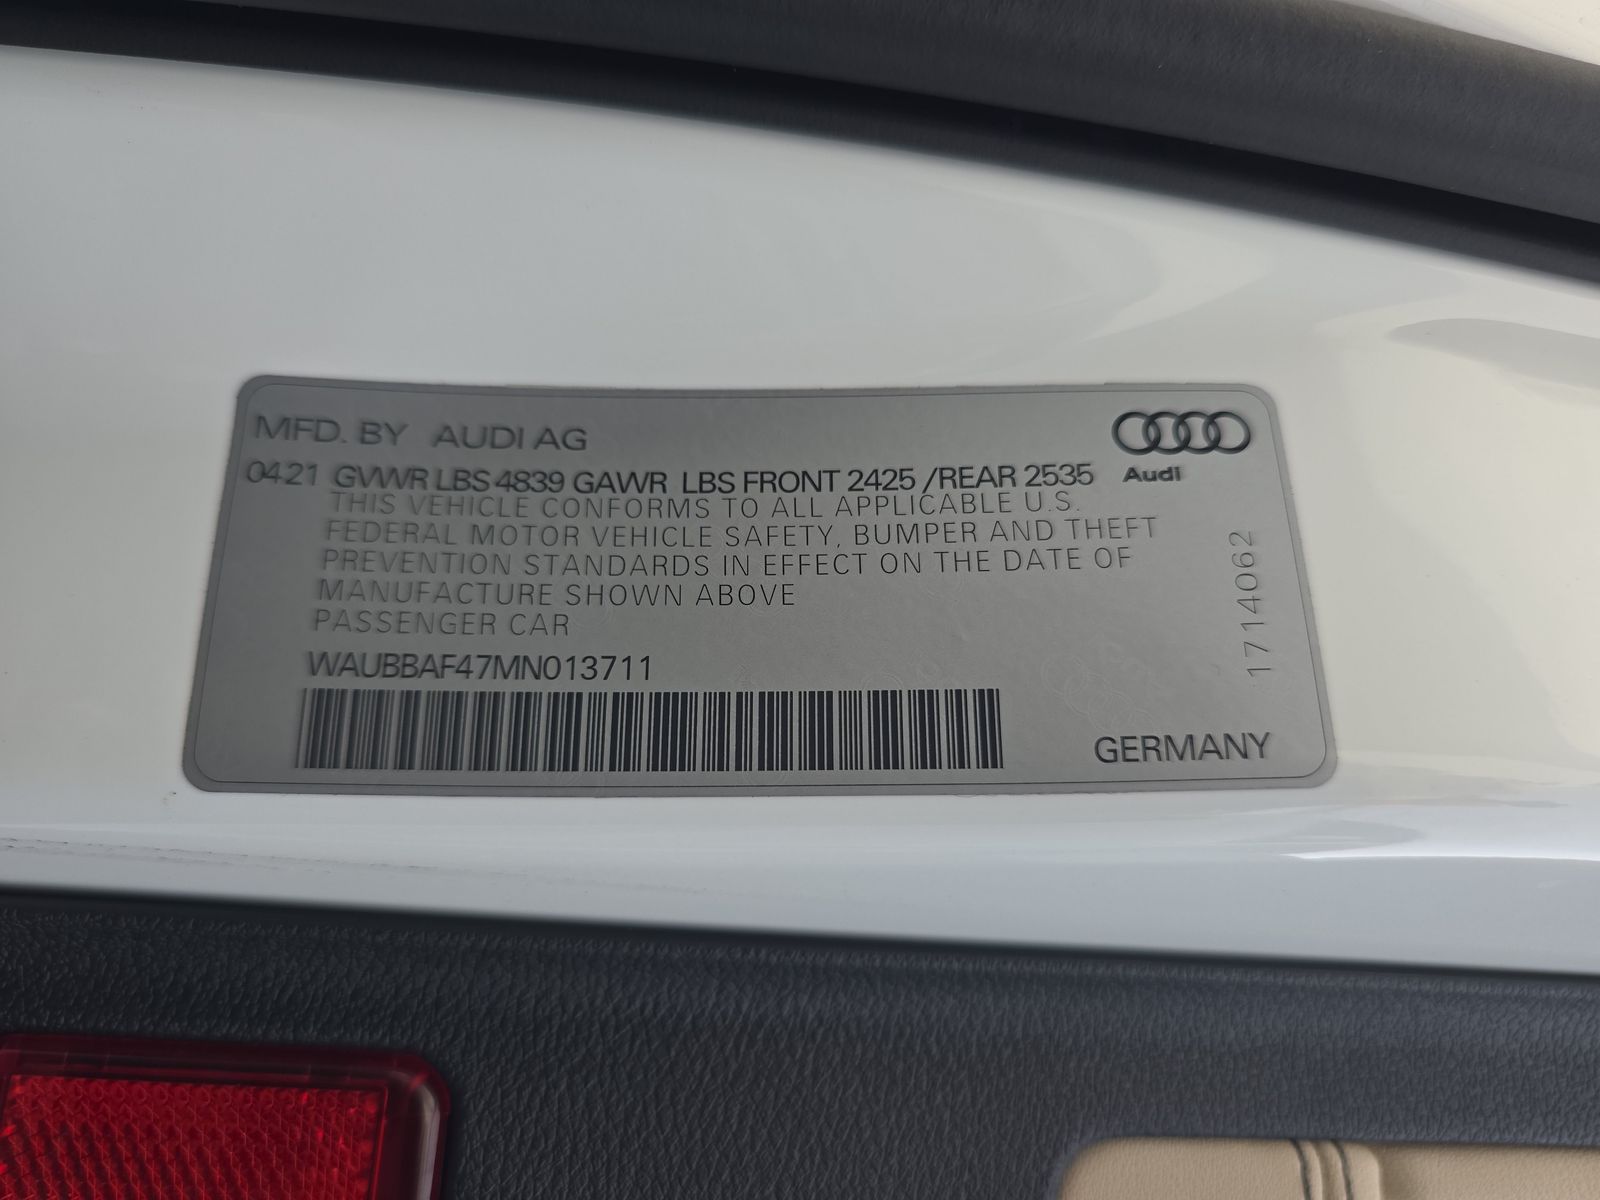 MFD. BY AUDI AG
04 21 GVWR LBS 4839 GAWR LBS FRONT 2425 /REAR 2535
Audi
THIS VEHICLE CONFORMS TO ALL APPLICABLE U.S.
FEDERAL MOTOR VEHICLE SAFETY, BUMPER AND THEFT
PREVENTION STANDARDS IN EFFECT ON THE DATE OF
MANUFACTURE SHOWN ABOVE
PASSENGER CAR
WAUBBAF47MN013711
1714062
GERMANY